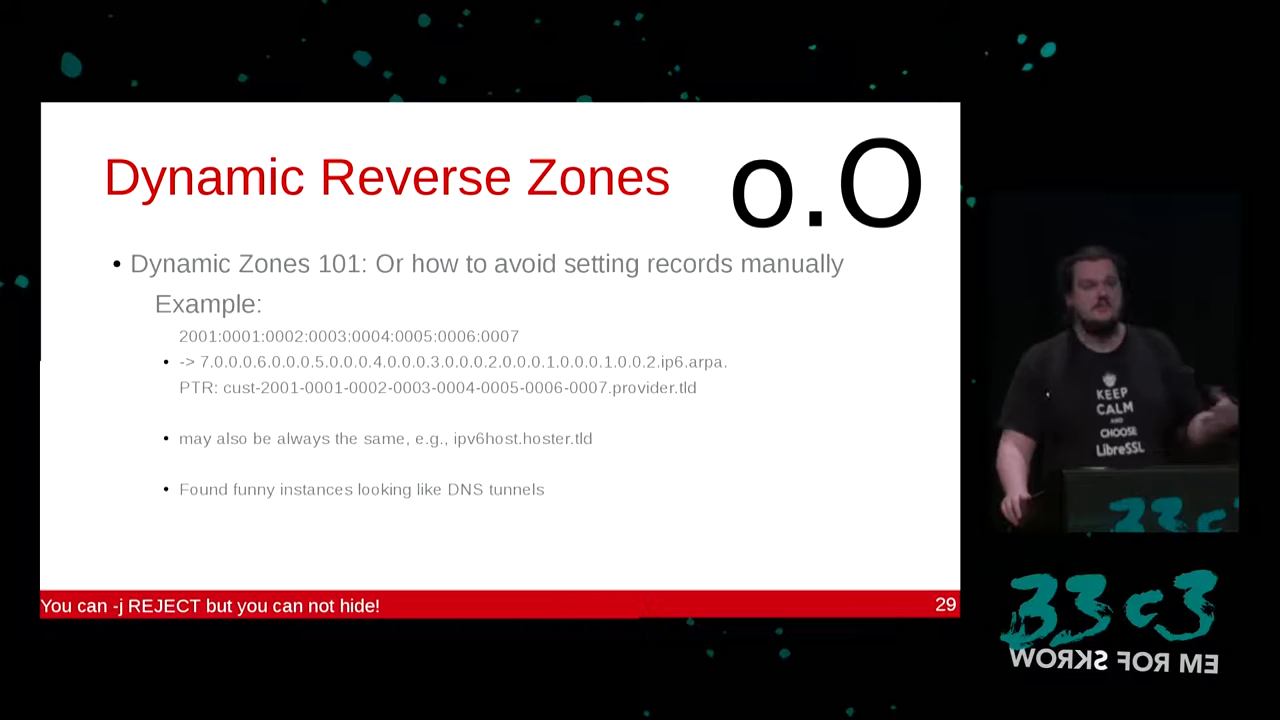 Dynamic Reverse Zones
o.O
• Dynamic Zones 101: Or how to avoid setting records manually
Example:
2001:0001:0002:0003:0004:0005:0006:0007
• -> 7.0.0.0.6.0.0.0.5.0.0.0.4.0.0.0.3.0.0.0.2.0.0.0.1.0.0.0.1.0.0.2.ip6.arpa.
PTR: cust-2001-0001-0002-0003-0004-0005-0006-0007.provider.tld
• may also be always the same, e.g., ipv6host.hoster.tld
• Found funny instances looking like DNS tunnels
You can -j REJECT but you can not hide!
29
KEEP
CALM
AND
CHOOSE
LibreSSL
33c3
33c3
WORKS FOR ME